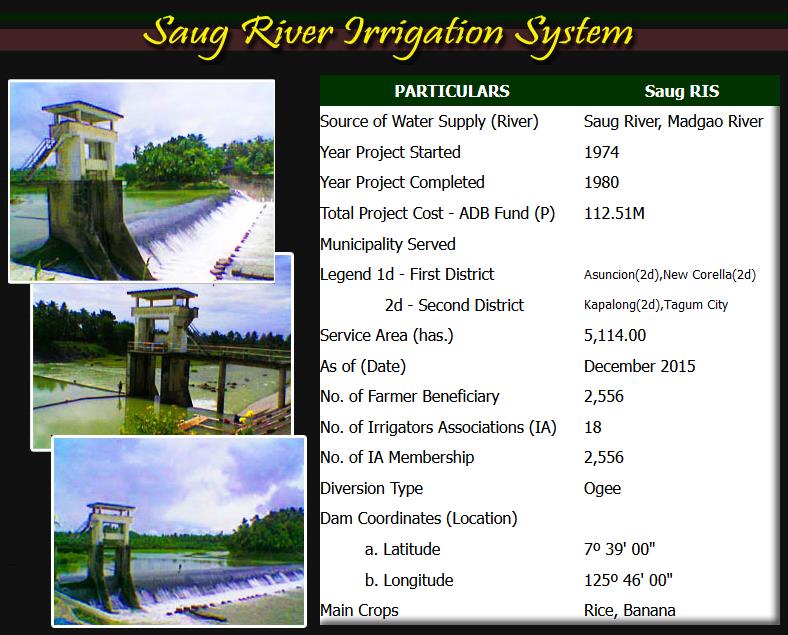 Saug River Irrigation System
PARTICULARS Saug RIS
Source of Water Supply (River) Saug River, Madgao River
Year Project Started 1974
Year Project Completed 1980
Total Project Cost - ADB Fund (P) 112.51M
Municipality Served
Legend 1d - First District Asuncion(2d),New Corella(2d)
2d - Second District Kapalong(2d),Tagum City
Service Area (has.) 5,114.00
As of (Date) December 2015
No. of Farmer Beneficiary 2,556
No. of Irrigators Associations (IA) 18
No. of IA Membership 2,556
Diversion Type Ogee
Dam Coordinates (Location)
a. Latitude 7º 39' 00"
b. Longitude 125º 46' 00"
Main Crops Rice, Banana